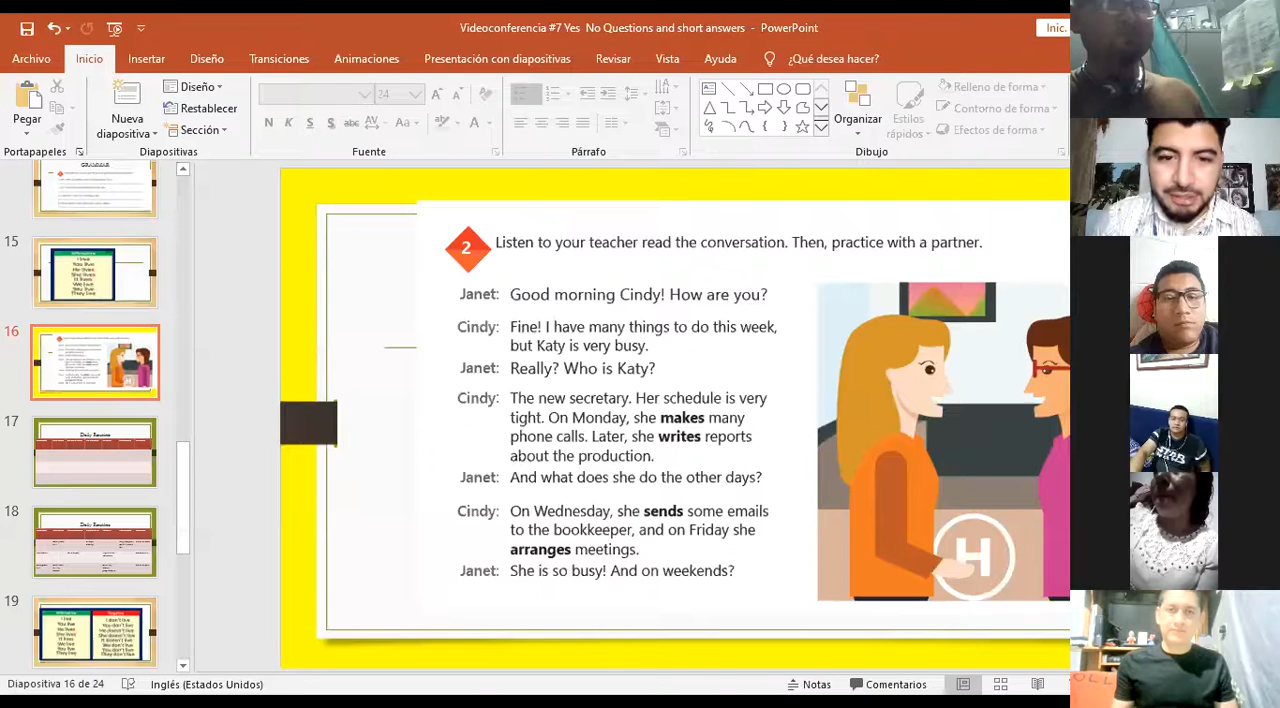 Videoconferencia #7 Yes No Questions and short answers - PowerPoint
Inic.
Archivo Inicio Insertar Diseño Transiciones Animaciones Presentación con diapositivas Revisar Vista Ayuda ¿Qué desea hacer?
Pegar
Portapapeles
Nueva
diapositiva
Diseño
Restablecer
Sección
Diapositivas
24
N K S S abc AV Aa A
Fuente
Párrafo
Organizar
Estilos
rápidos
Relleno de forma
Contorno de forma
Efectos de forma
Dibujo
15
16
17
Daily Routine
18
Daily Routine
19
2 Listen to your teacher read the conversation. Then, practice with a partner.
Janet: Good morning Cindy! How are you?
Cindy: Fine! I have many things to do this week,
but Katy is very busy.
Janet: Really? Who is Katy?
Cindy: The new secretary. Her schedule is very
tight. On Monday, she makes many
phone calls. Later, she writes reports
about the production.
Janet: And what does she do the other days?
Cindy: On Wednesday, she sends some emails
to the bookkeeper, and on Friday she
arranges meetings.
Janet: She is so busy! And on weekends?
H
Diapositiva 16 de 24 Inglés (Estados Unidos) Notas Comentarios